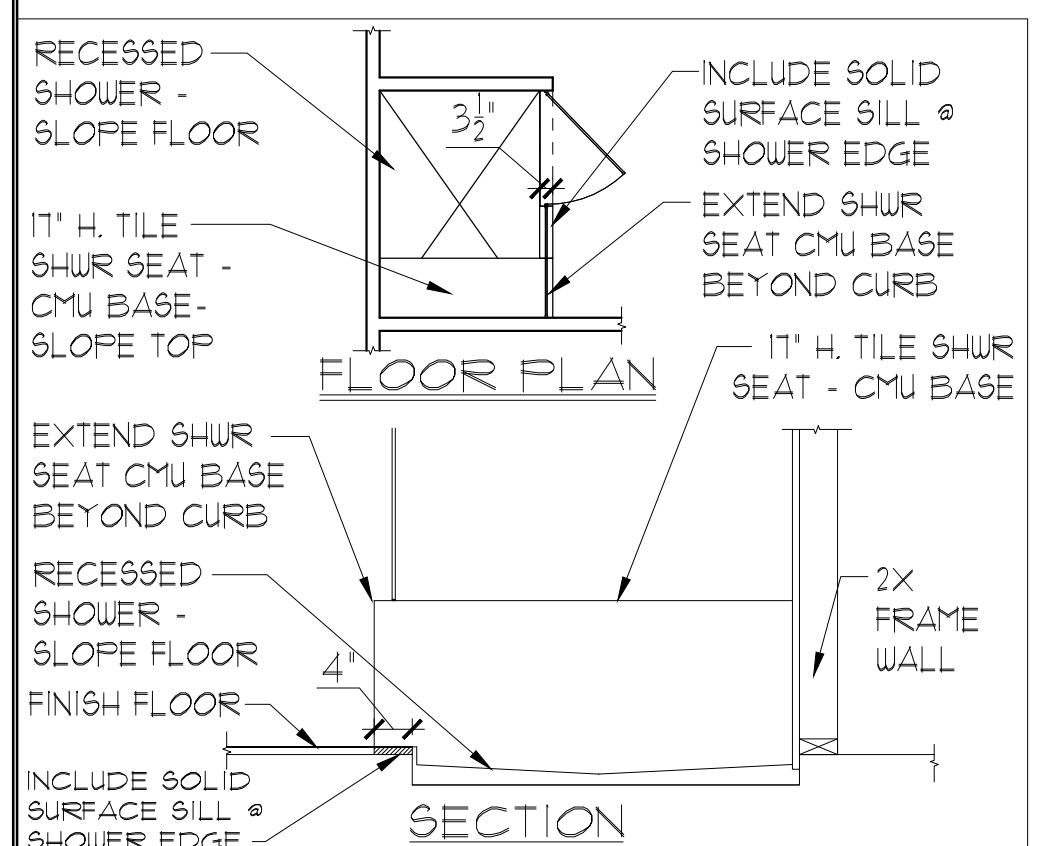 RECESSED
SHOWER -
SLOPE FLOOR
3 1/2"
INCLUDE SOLID
SURFACE SILL @
SHOWER EDGE
17" H. TILE
SHWR SEAT -
CMU BASE-
SLOPE TOP
EXTEND SHWR
SEAT CMU BASE
BEYOND CURB
FLOOR PLAN
17" H. TILE SHWR
SEAT - CMU BASE
EXTEND SHWR
SEAT CMU BASE
BEYOND CURB
RECESSED
SHOWER -
SLOPE FLOOR
4"
2X
FRAME
WALL
FINISH FLOOR
INCLUDE SOLID
SURFACE SILL @
SHOWER EDGE
SECTION